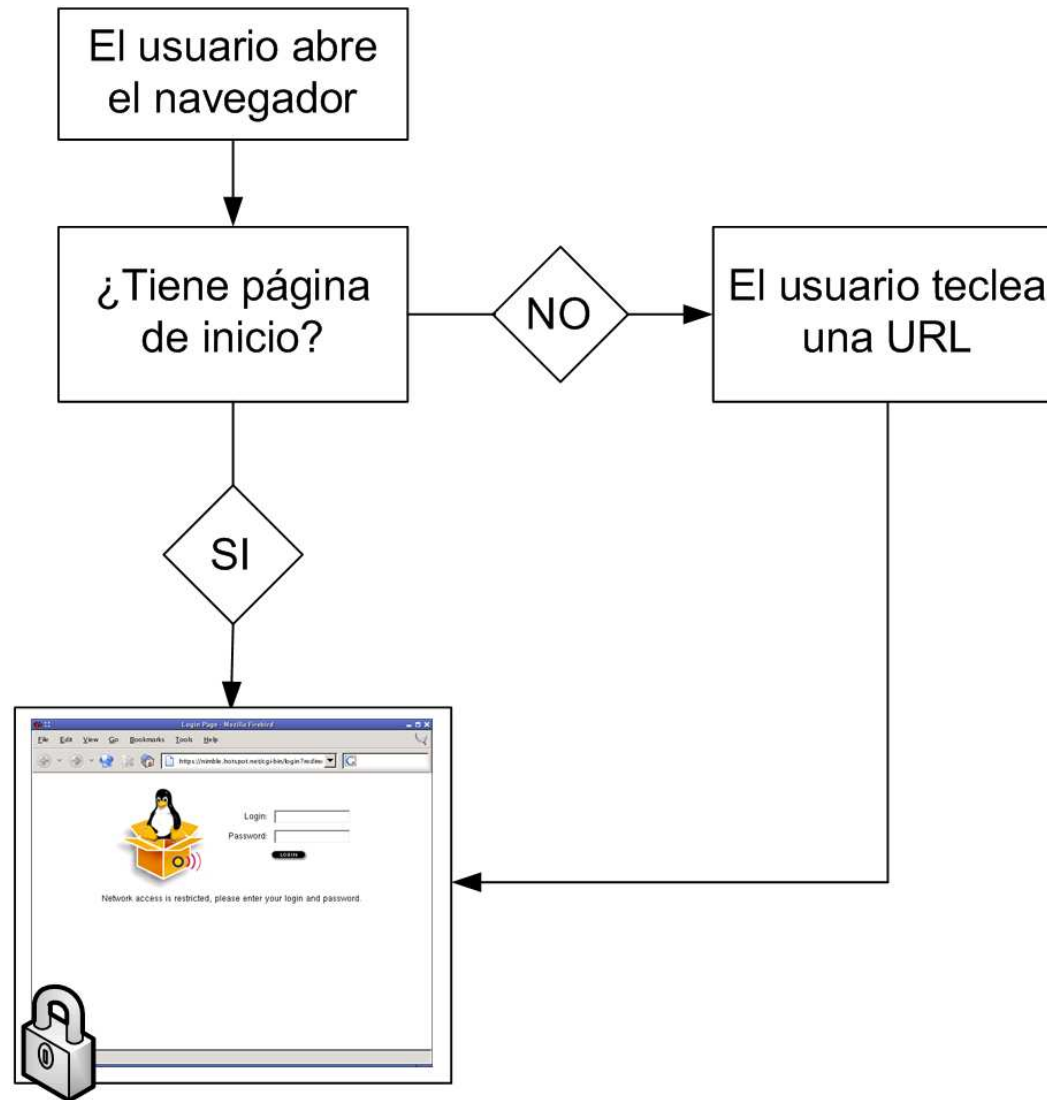 El usuario abre
el navegador
¿Tiene página
de inicio?
NO
El usuario teclea
una URL
SI
Login Page - Mozilla Firebird
File Edit View Go Bookmarks Tools Help
Login:
Password:
LOGIN
Network access is restricted, please enter your login and password.